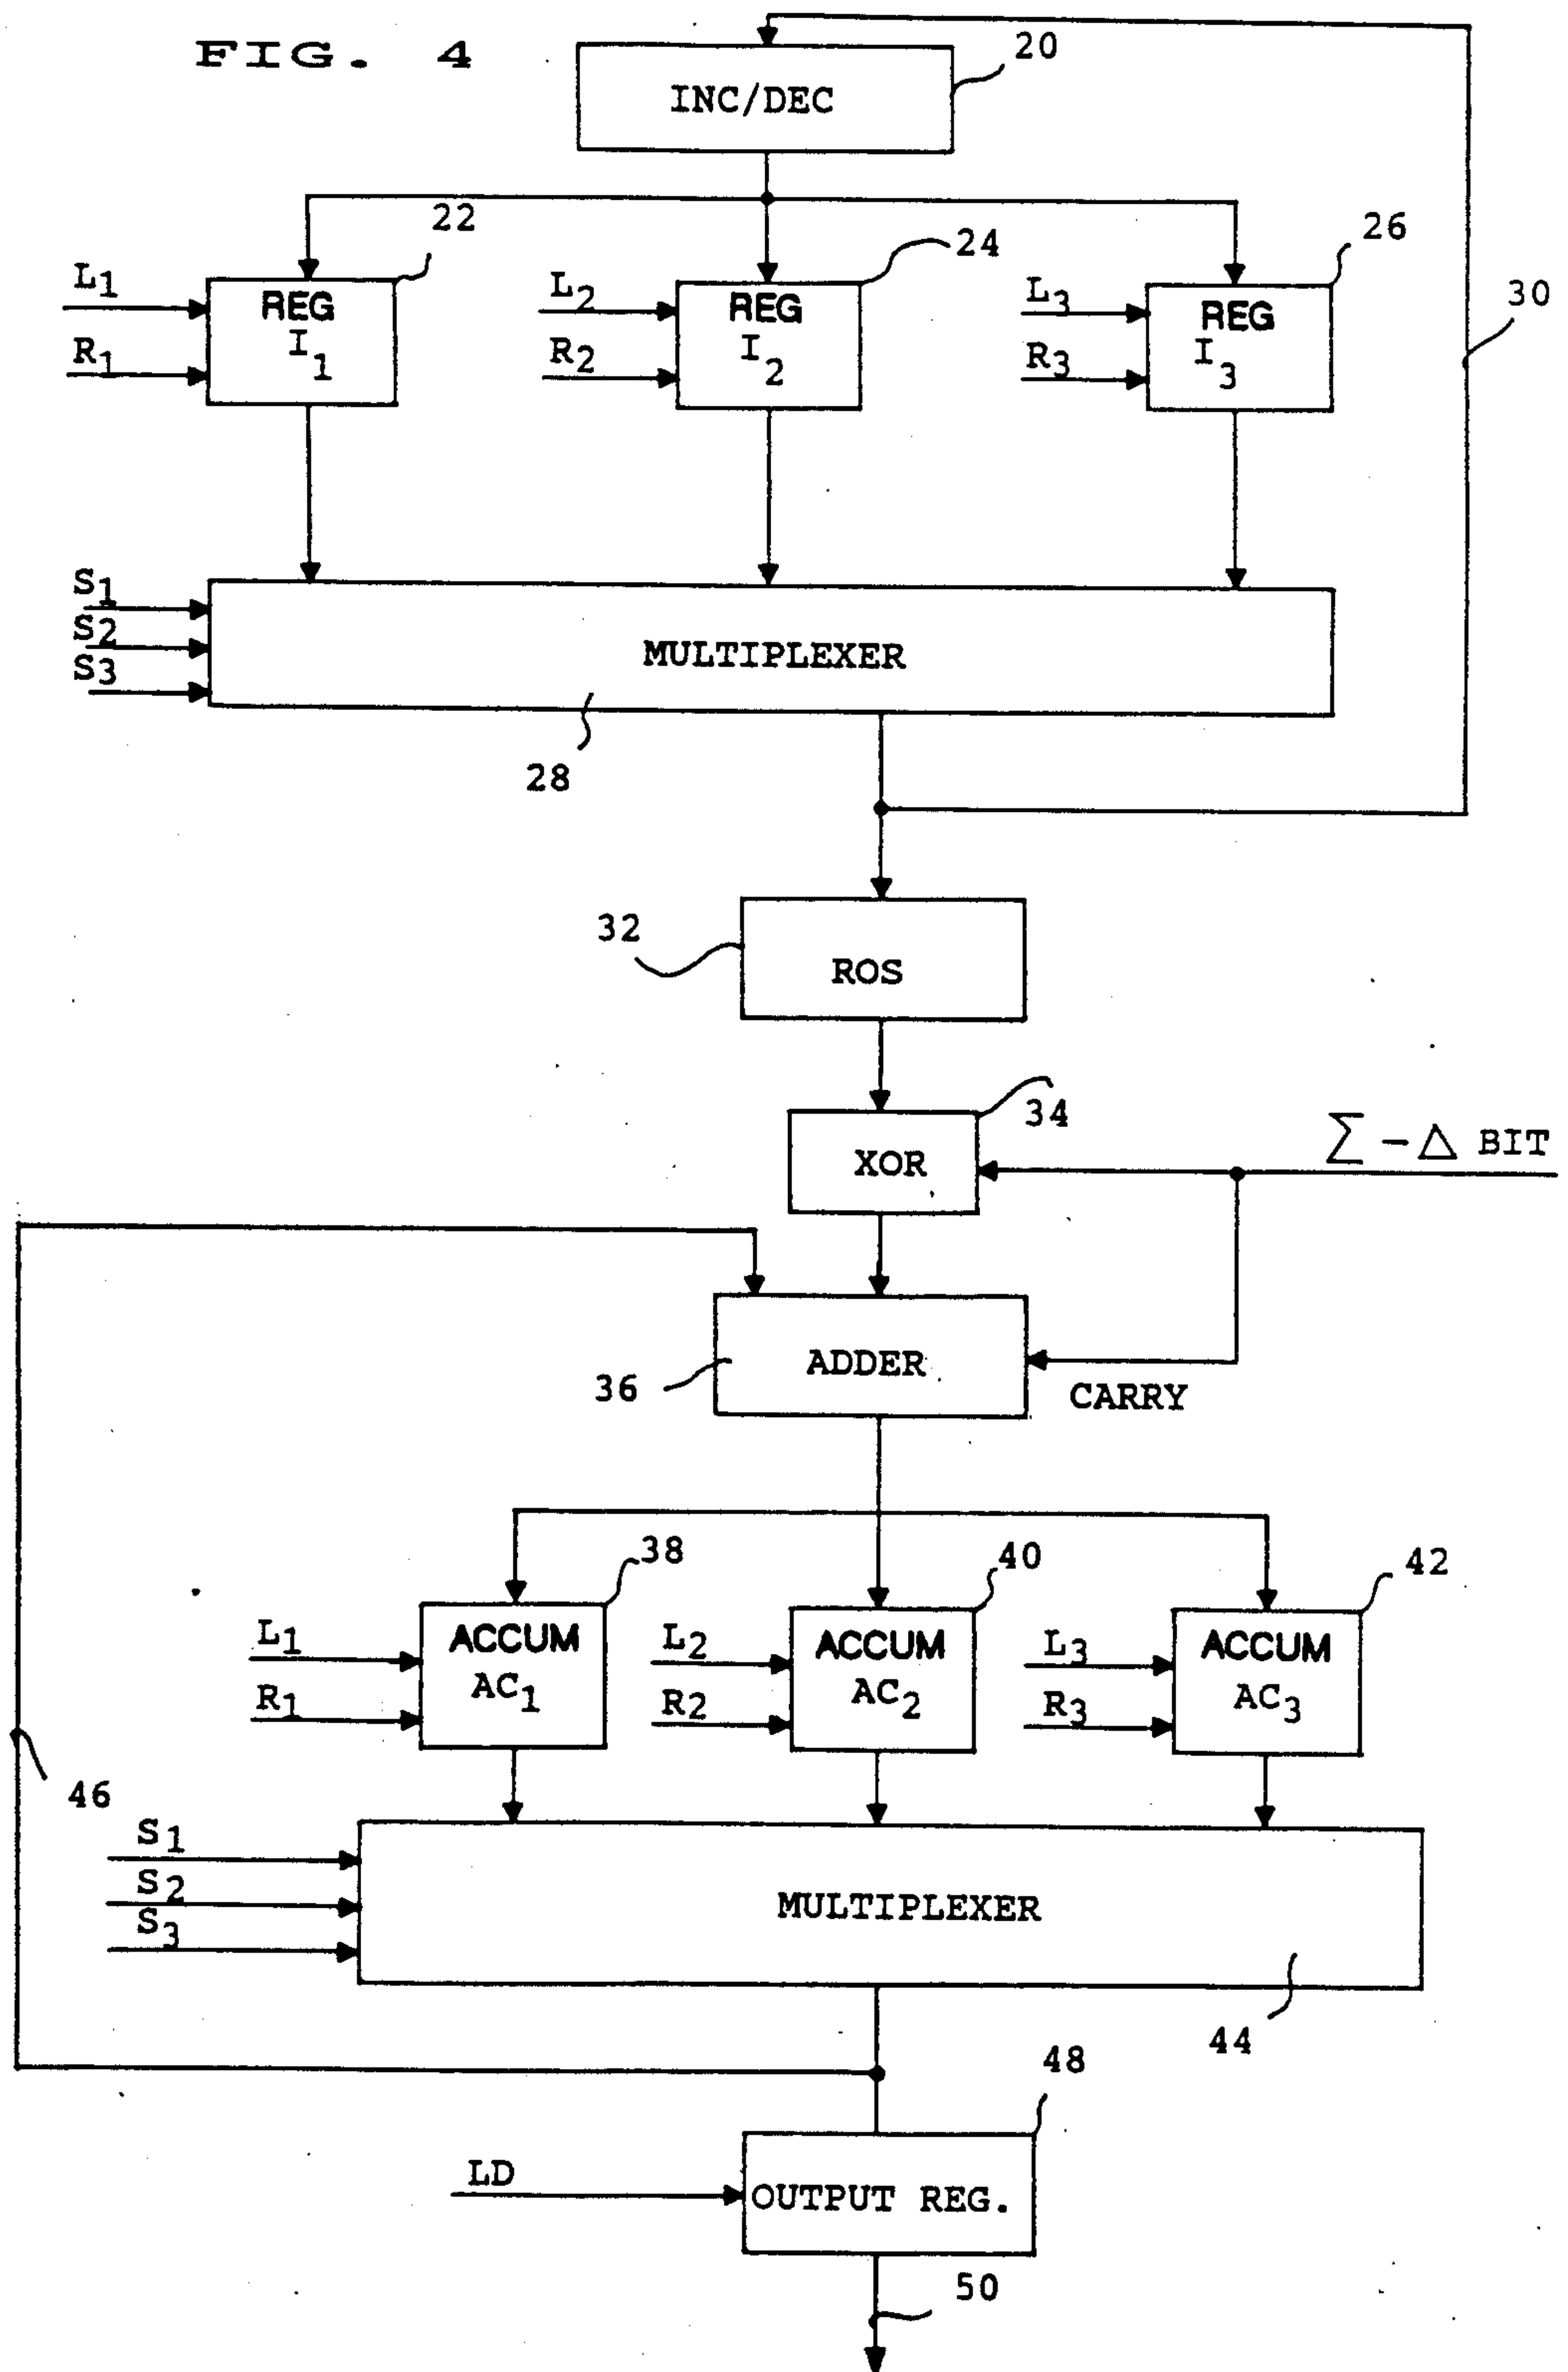 FIG. 4
20
INC/DEC
22
24
26
L1
REG
I1
R1
L2
REG
I2
R2
L3
REG
I3
R3
30
S1
S2
S3
MULTIPLEXER
28
32
ROS
34
XOR
∑ - △ BIT
36
ADDER
CARRY
38
40
42
L1
ACCUM
AC1
R1
L2
ACCUM
AC2
R2
L3
ACCUM
AC3
R3
46
S1
S2
S3
MULTIPLEXER
44
48
LD
OUTPUT REG.
50